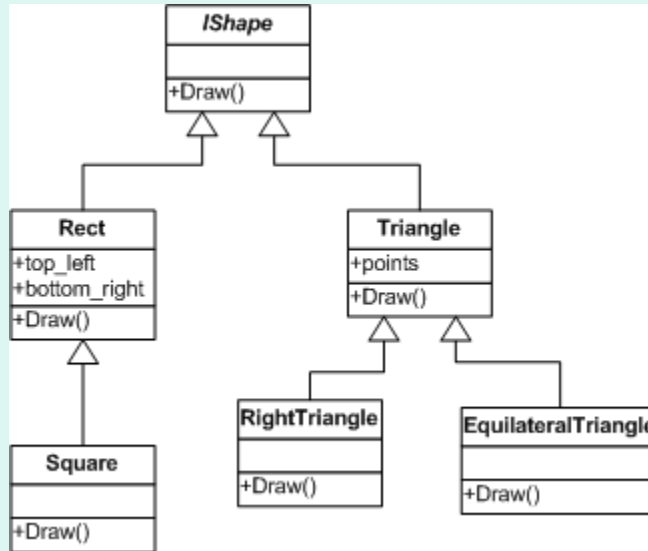 IShape
+Draw()
Rect
+top_left
+bottom_right
+Draw()
Triangle
+points
+Draw()
Square
+Draw()
RightTriangle
+Draw()
EquilateralTriangle
+Draw()